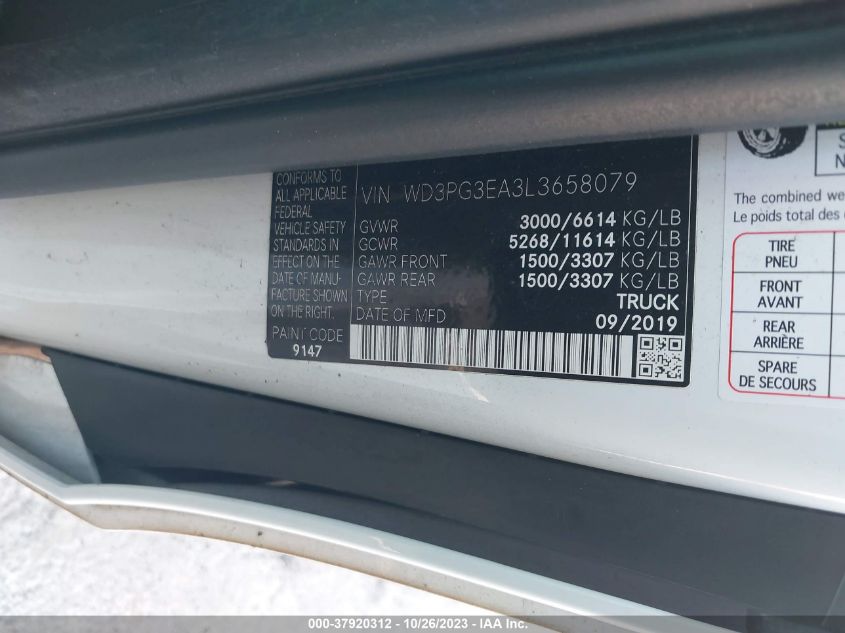 CONFORMS TO
ALL APPLICABLE
FEDERAL
VEHICLE SAFETY
STANDARDS IN
EFFECT ON THE
DATE OF MANU-
FACTURE SHOWN
ON THE RIGHT.
PAINT CODE
9147
VIN WD3PG3EA3L3658079
GVWR 3000/6614 KG/LB
GCWR 5268/11614 KG/LB
GAWR FRONT 1500/3307 KG/LB
GAWR REAR 1500/3307 KG/LB
TYPE TRUCK
DATE OF MFD 09/2019
The combined we
Le poids total des
TIRE
PNEU
FRONT
AVANT
REAR
ARRIÈRE
SPARE
DE SECOURS
000-37920312 - 10/26/2023 - IAA Inc.